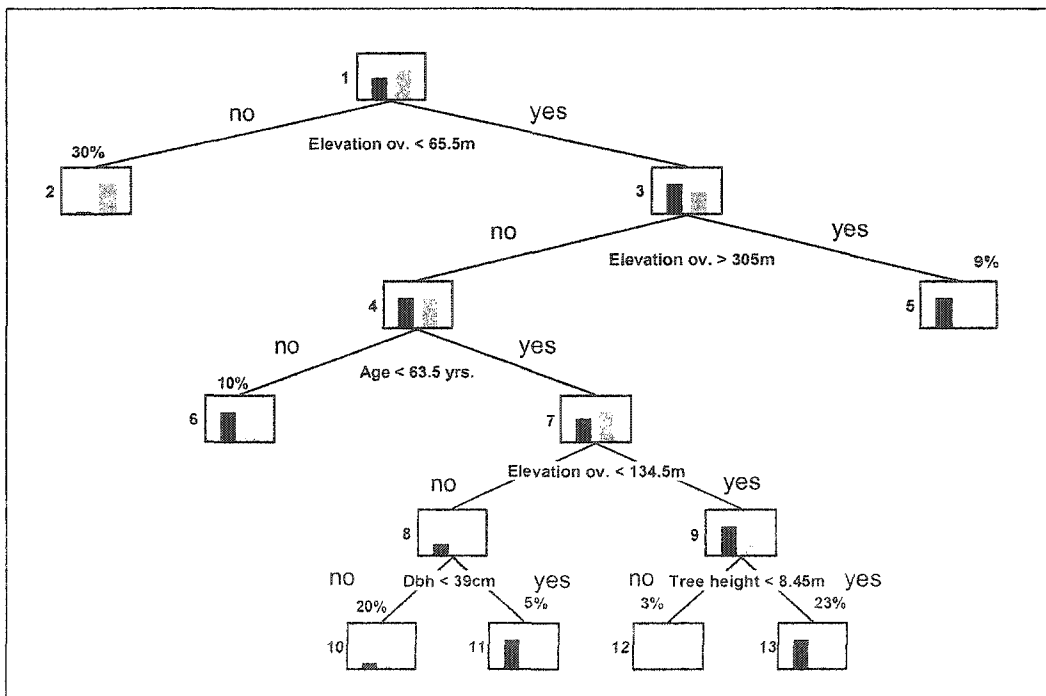 1
no
yes
Elevation ov. < 65.5m
30%
2
3
no
yes
Elevation ov. > 305m
9%
4
5
no
yes
Age < 63.5 yrs.
10%
6
7
Elevation ov. < 134.5m
no
yes
8
9
no
Dbh < 39cm
yes
no
Tree height < 8.45m
yes
20%
5%
3%
23%
10
11
12
13